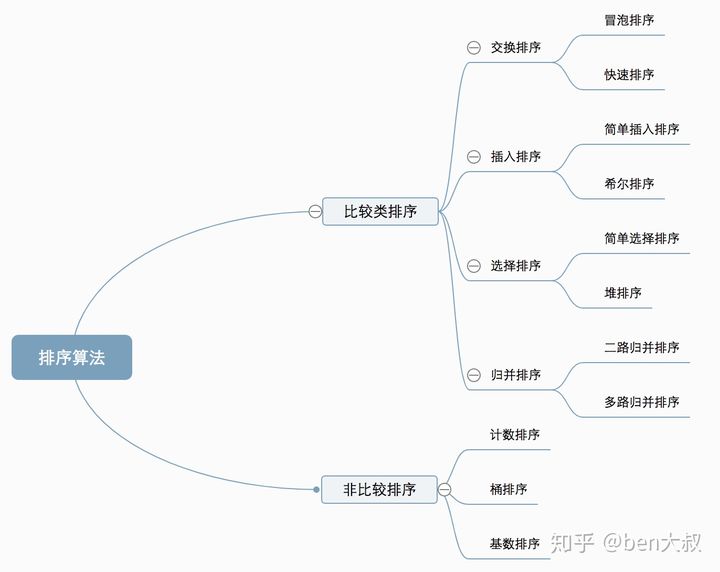 排序算法
比较类排序
交换排序
冒泡排序
快速排序
插入排序
简单插入排序
希尔排序
选择排序
简单选择排序
堆排序
归并排序
二路归并排序
多路归并排序
非比较排序
计数排序
桶排序
基数排序
知乎 @ben大叔